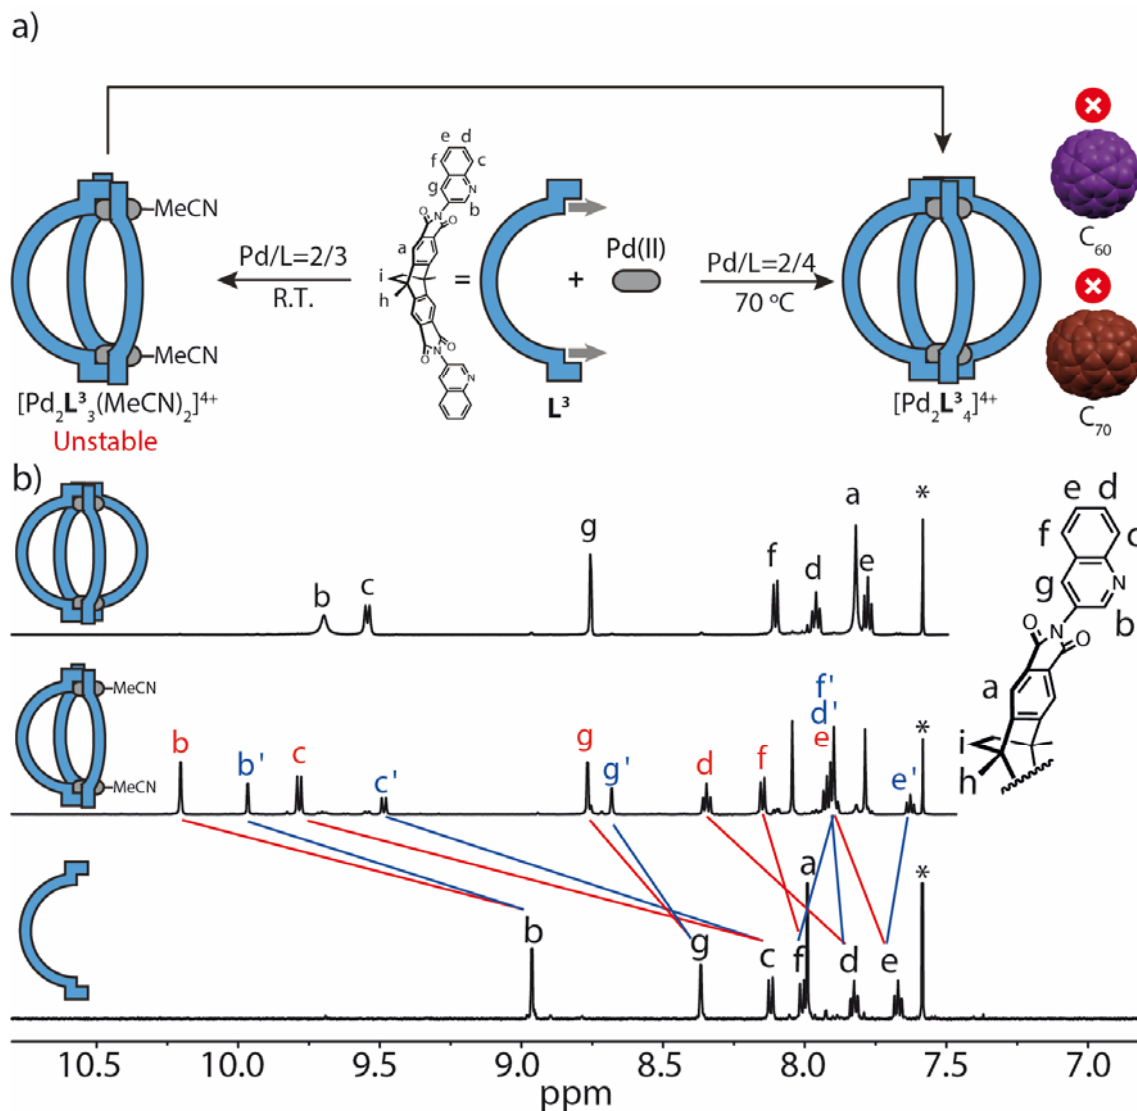 a)
e d
f c
g N
b
O N O
a
i
h
O N O
N
MeCN
MeCN
Pd/L=2/3
R.T.
=
+
Pd(II)
Pd/L=2/4
70 °C
C60
C70
[Pd2L³3(MeCN)2]⁴⁺
Unstable
L³
[Pd2L³4]⁴⁺
b)
b c g f d a e *
MeCN
MeCN
b b' c c' g g' d f f' d' e e' *
b g c f a d e *
e d
f c
g N
b
O N O
a
i
h
10.5 10.0 9.5 9.0 8.5 8.0 7.5 7.0
ppm